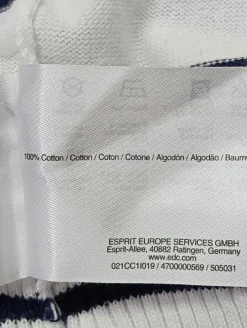 100% Cotton / Cotton / Coton / Cotone / Algodón / Algodão / Baumw
ESPRIT EUROPE SERVICES GMBH
Esprit-Allee, 40882 Ratingen, Germany
www.edc.com
021CC1I019 / 4700000569 / 505031